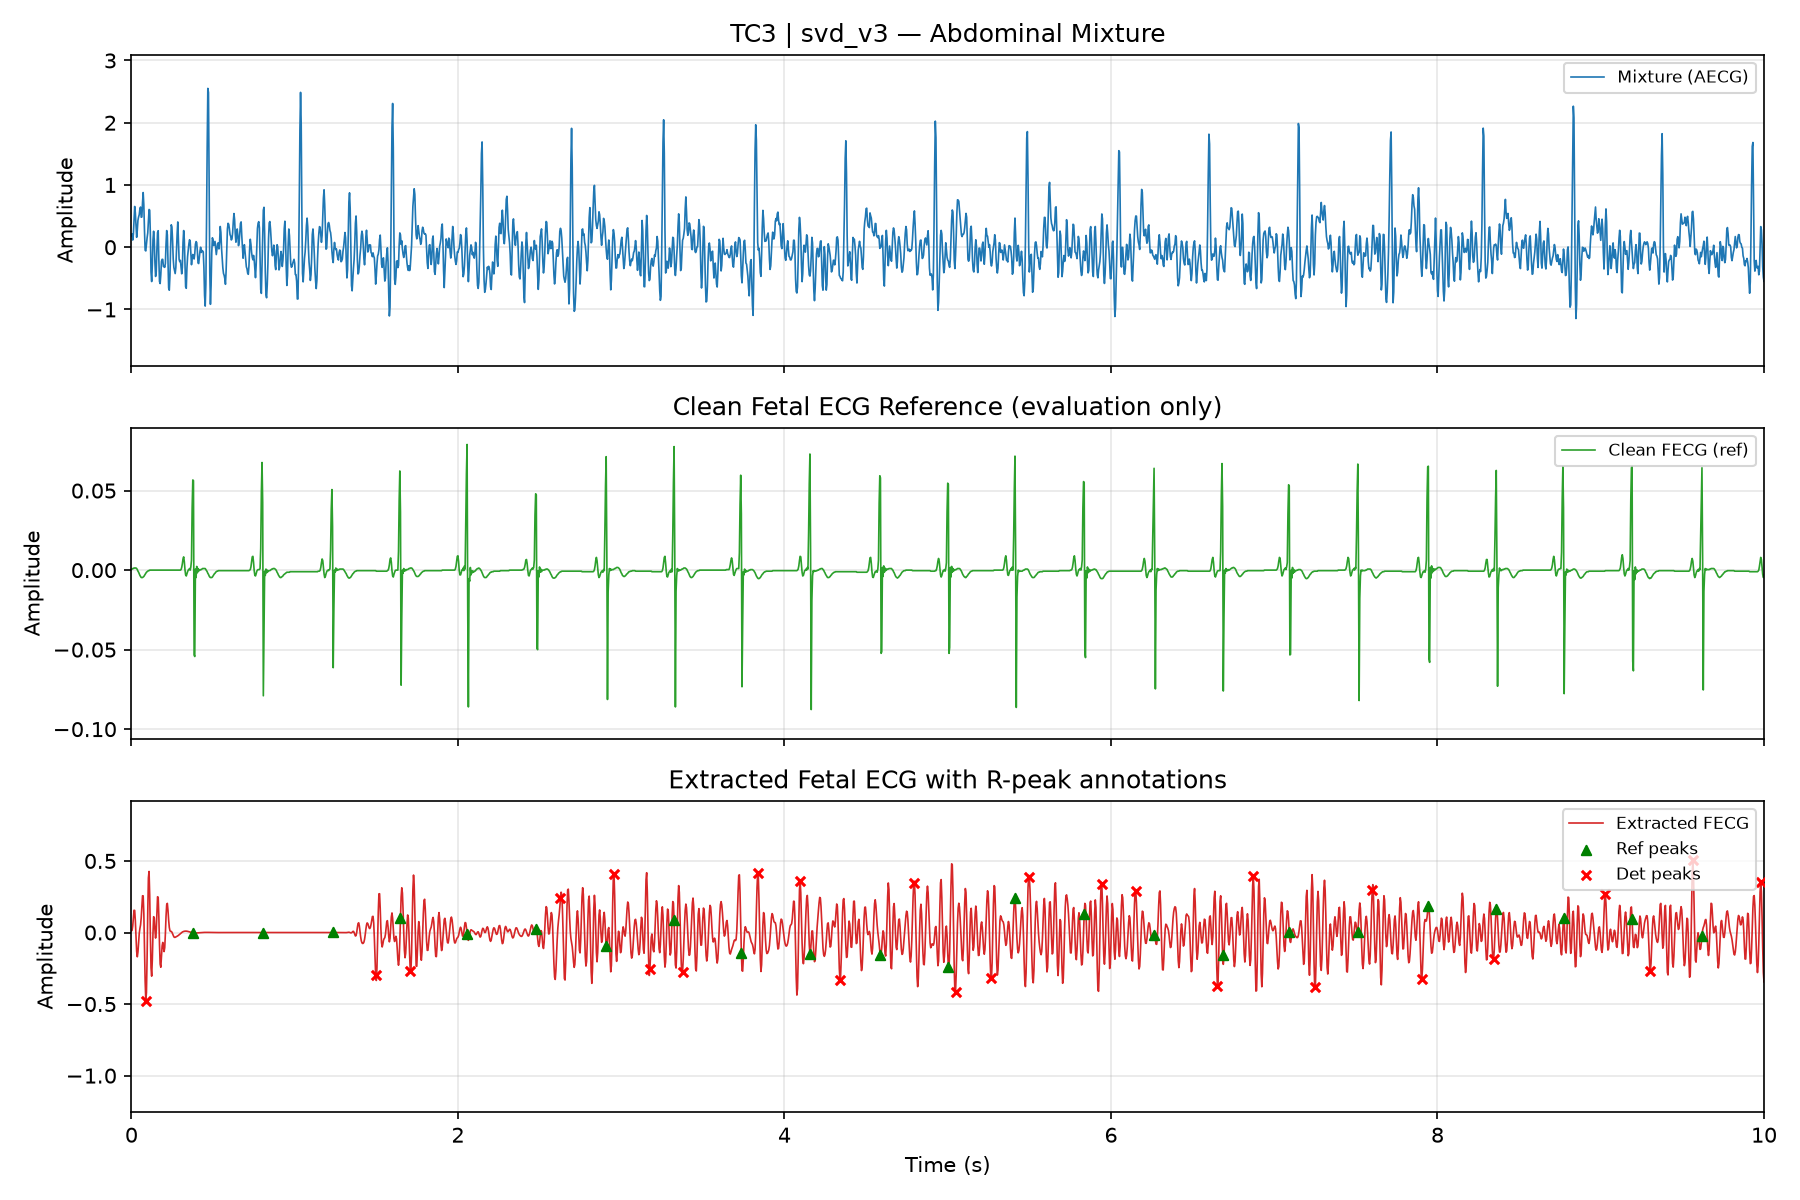 TC3 | svd_v3 — Abdominal Mixture
3
2
1
0
−1
Amplitude
Mixture (AECG)
Clean Fetal ECG Reference (evaluation only)
0.05
0.00
−0.05
−0.10
Amplitude
Clean FECG (ref)
Extracted Fetal ECG with R-peak annotations
0.5
0.0
−0.5
−1.0
Amplitude
Extracted FECG
Ref peaks
Det peaks
0 2 4 6 8 10
Time (s)